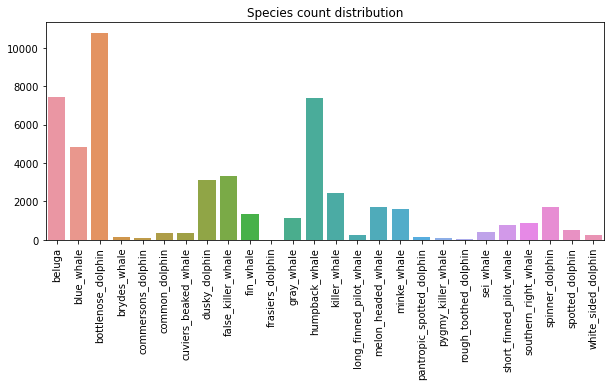 Species count distribution
10000
8000
6000
4000
2000
0
beluga
blue_whale
bottlenose_dolphin
brydes_whale
commersons_dolphin
common_dolphin
cuviers_beaked_whale
dusky_dolphin
false_killer_whale
fin_whale
frasiers_dolphin
gray_whale
humpback_whale
killer_whale
long_finned_pilot_whale
melon_headed_whale
minke_whale
pantropic_spotted_dolphin
pygmy_killer_whale
rough_toothed_dolphin
sei_whale
short_finned_pilot_whale
southern_right_whale
spinner_dolphin
spotted_dolphin
white_sided_dolphin